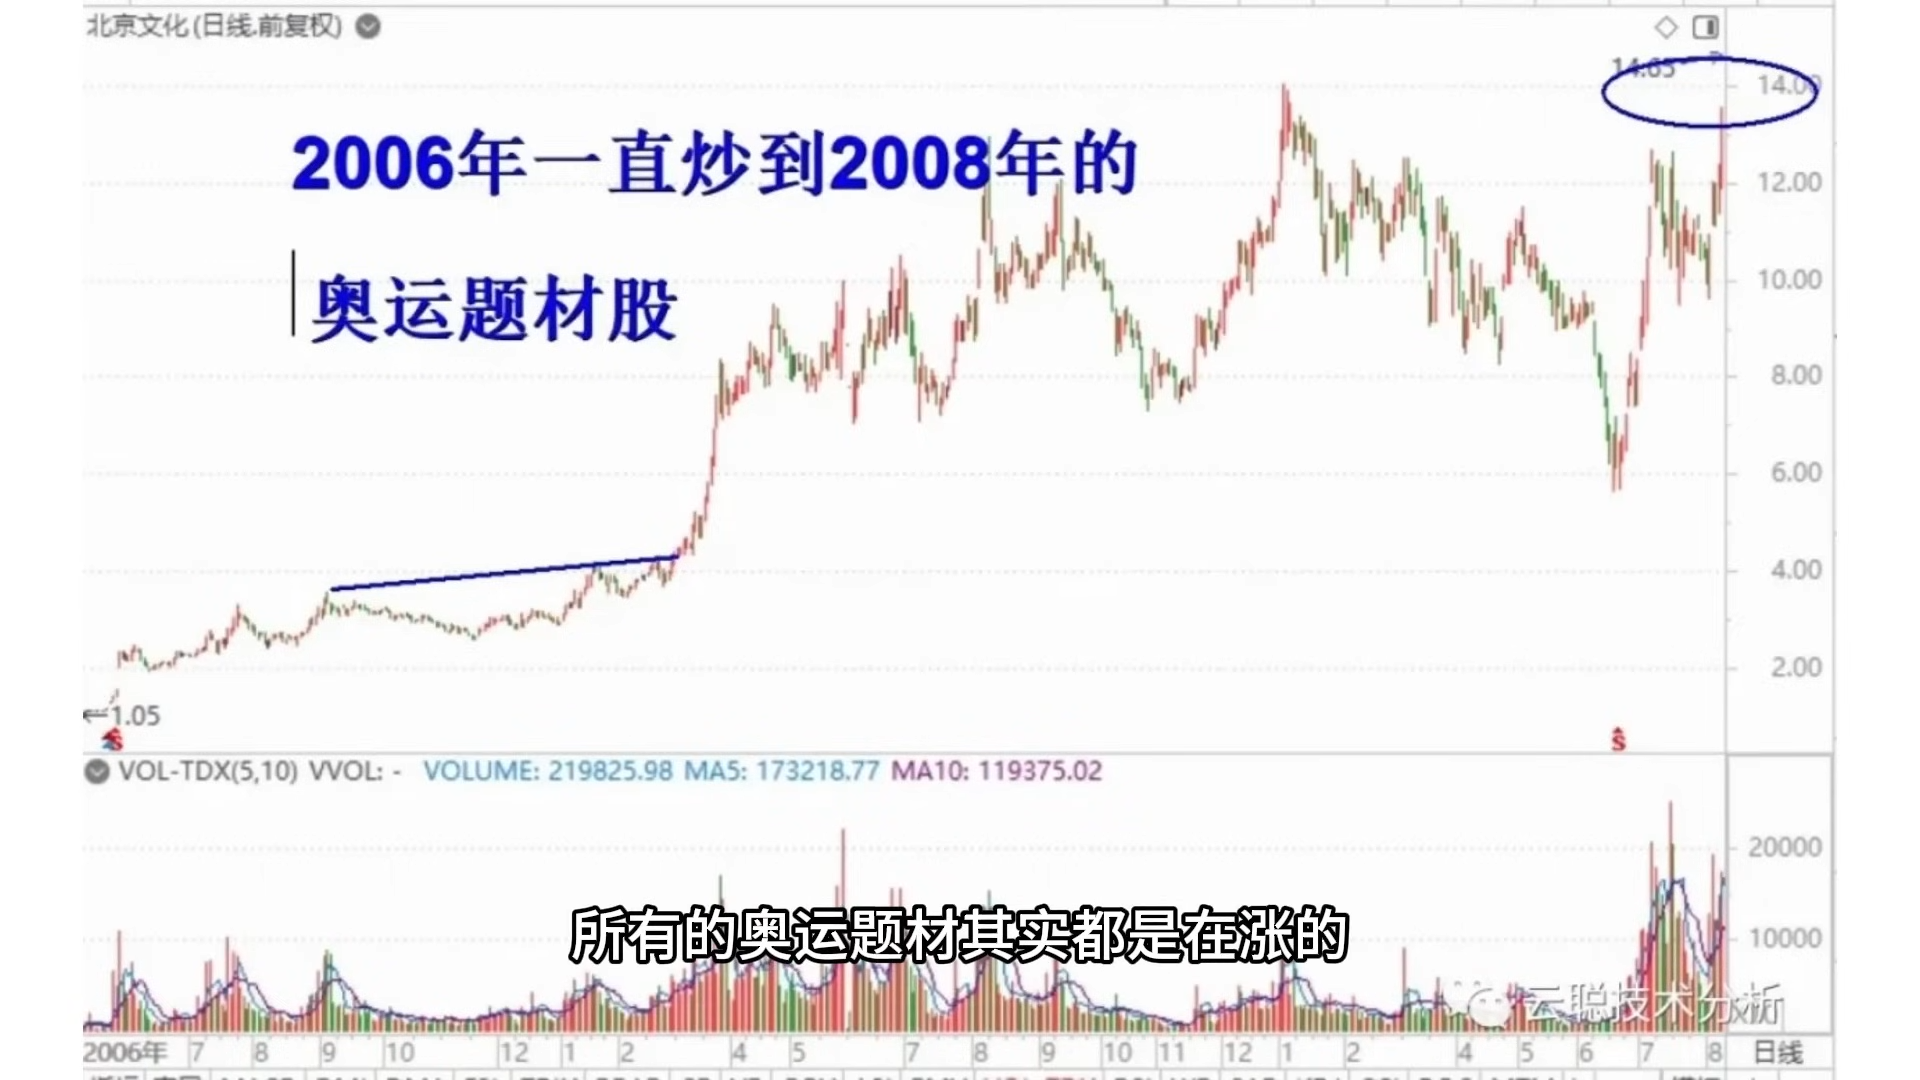 北京文化(日线.前复权)
14.65
14.00
2006年一直炒到2008年的
12.00
10.00
奥运题材股
8.00
6.00
4.00
2.00
←1.05
S
S
VOL-TDX(5,10) VVOL: - VOLUME: 219825.98 MA5: 173218.77 MA10: 119375.02
20000
所有的奥运题材其实都是在涨的
10000
云聪技术分析
2006年 7 8 9 10 12 1 2 4 5 7 8 9 10 11 12 1 2 4 5 6 7 8 日线